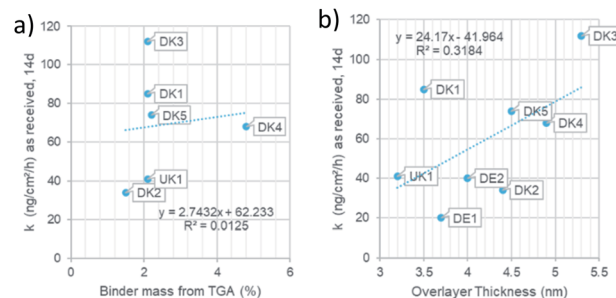 a)
k (ng/cm²/h) as received, 14d
120
100
80
60
40
20
0
DK3
DK1
DK5
DK4
UK1
DK2
y = 2.7432x + 62.233
R² = 0.0125
0
2
4
6
Binder mass from TGA (%)
b)
k (ng/cm²/h) as received, 14d
120
100
80
60
40
20
0
y = 24.17x - 41.964
R² = 0.3184
DK3
DK1
DK5
DK4
UK1
DE2
DK2
DE1
3
3.5
4
4.5
5
5.5
Overlayer Thickness (nm)